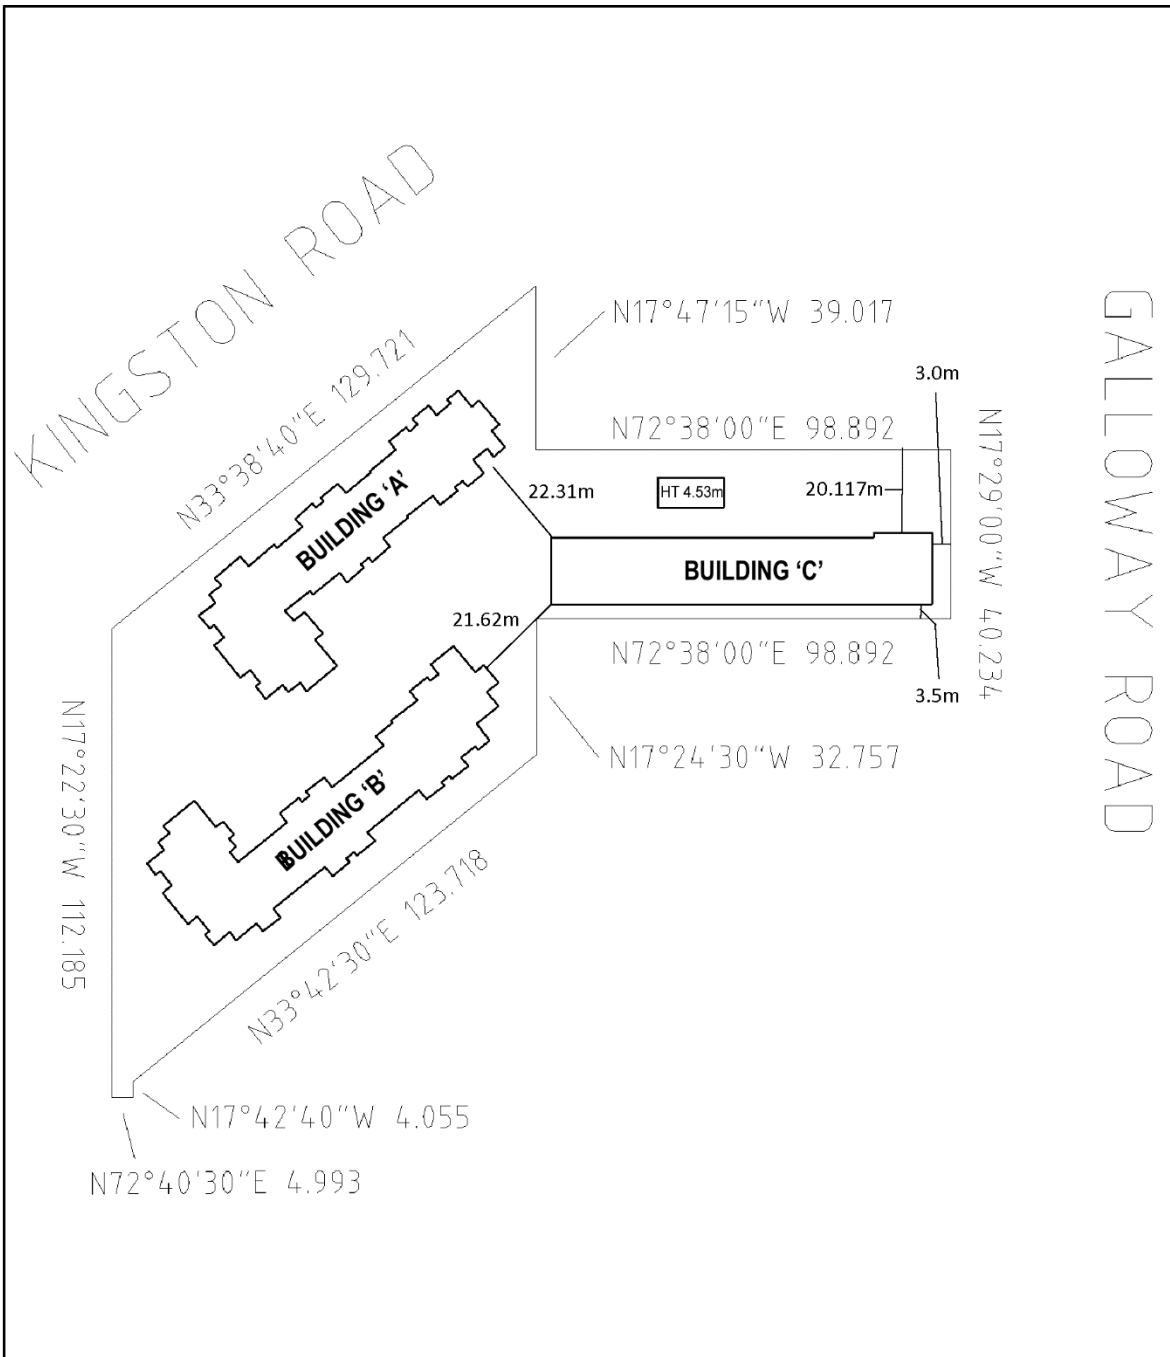 KINGSTON ROAD
GALLOWAY ROAD
N17°47'15"W 39.017
N33°38'40"E 129.721
3.0m
N72°38'00"E 98.892
N17°29'00"W 40.234
22.31m
HT 4.53m
20.117m
BUILDING 'A'
BUILDING 'C'
21.62m
N72°38'00"E 98.892
3.5m
N17°24'30"W 32.757
N17°22'30"W 112.185
BUILDING 'B'
N33°42'30"E 123.718
N17°42'40"W 4.055
N72°40'30"E 4.993